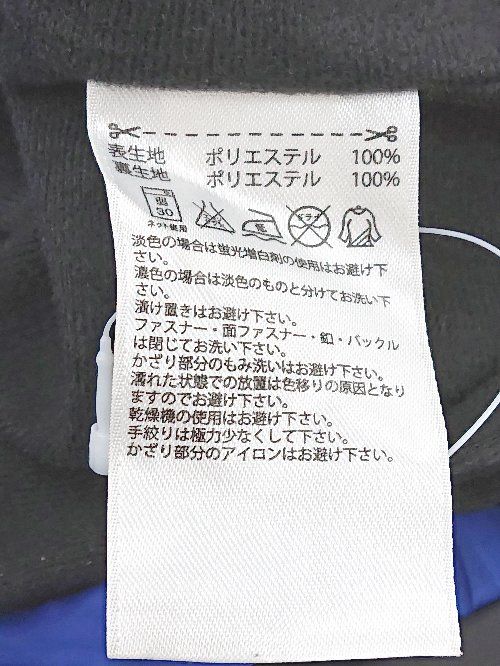 表生地 ポリエステル 100%
裏生地 ポリエステル 100%
弱
30
ネット使用
低
ドライ
淡色の場合は蛍光増白剤の使用はお避け下
さい。
濃色の場合は淡色のものと分けてお洗い下
さい。
漬け置きはお避け下さい。
ファスナー・面ファスナー・釦・バックル
は閉じてお洗い下さい。
かざり部分のもみ洗いはお避け下さい。
濡れた状態での放置は色移りの原因となり
ますのでお避け下さい。
乾燥機の使用はお避け下さい。
手絞りは極力少なくして下さい。
かざり部分のアイロンはお避け下さい。